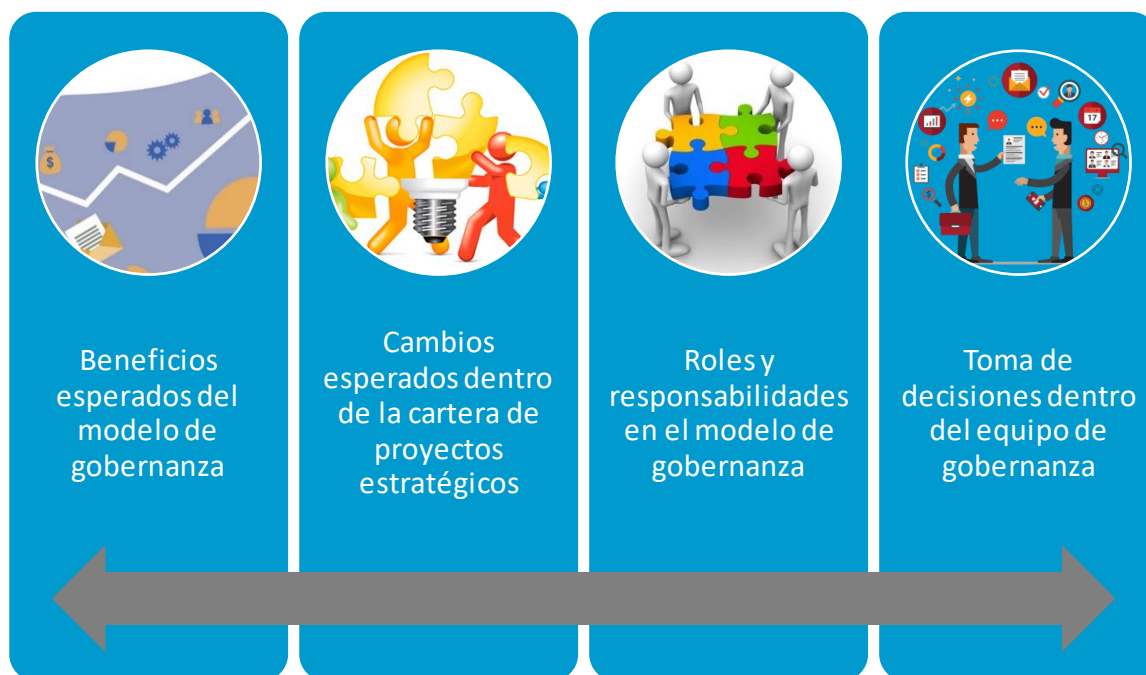 Beneficios
esperados del
modelo de
gobernanza
Cambios
esperados dentro
de la cartera de
proyectos
estratégicos
Roles y
responsabilidades
en el modelo de
gobernanza
Toma de
decisiones dentro
del equipo de
gobernanza
$
17